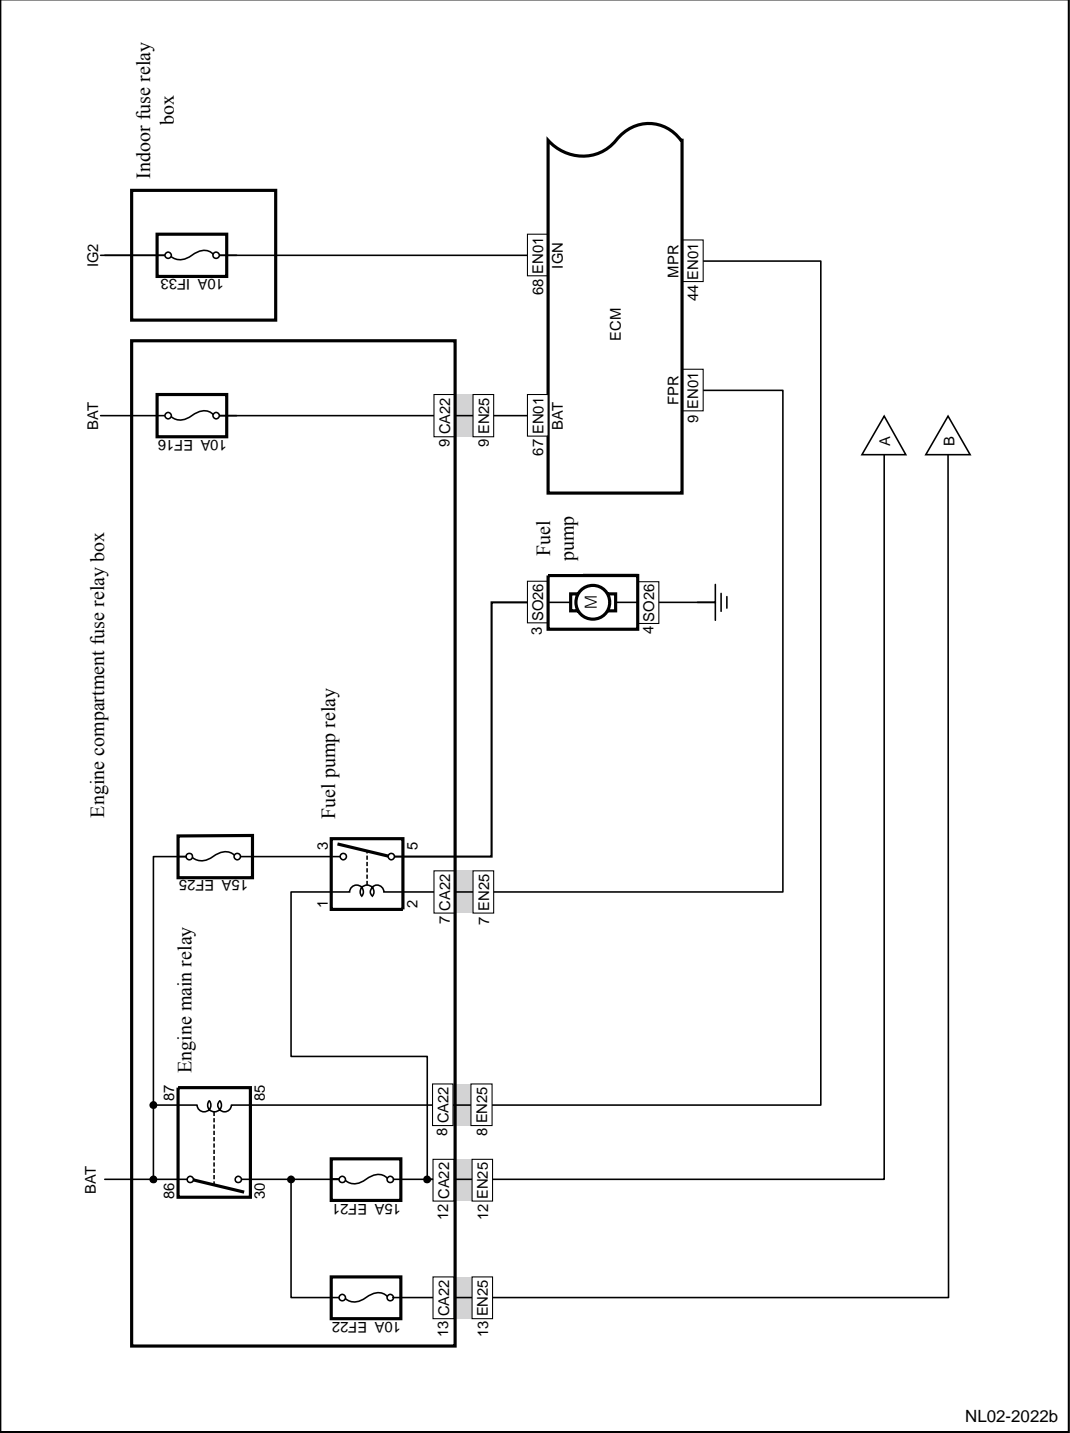 Indoor fuse relay
box
IG2
10A IF33
68
EN01
IGN
MPR
44
EN01
ECM
BAT
10A EF16
9
CA22
9
EN25
67
EN01
BAT
FPR
9
EN01
A
B
Engine compartment fuse relay box
Fuel
pump
3
SO26
M
4
SO26
Fuel pump relay
15A EF25
3
5
1
2
7
CA22
7
EN25
Engine main relay
87
85
86
30
8
CA22
8
EN25
BAT
15A EF21
12
CA22
12
EN25
10A EF22
13
CA22
13
EN25
NL02-2022b